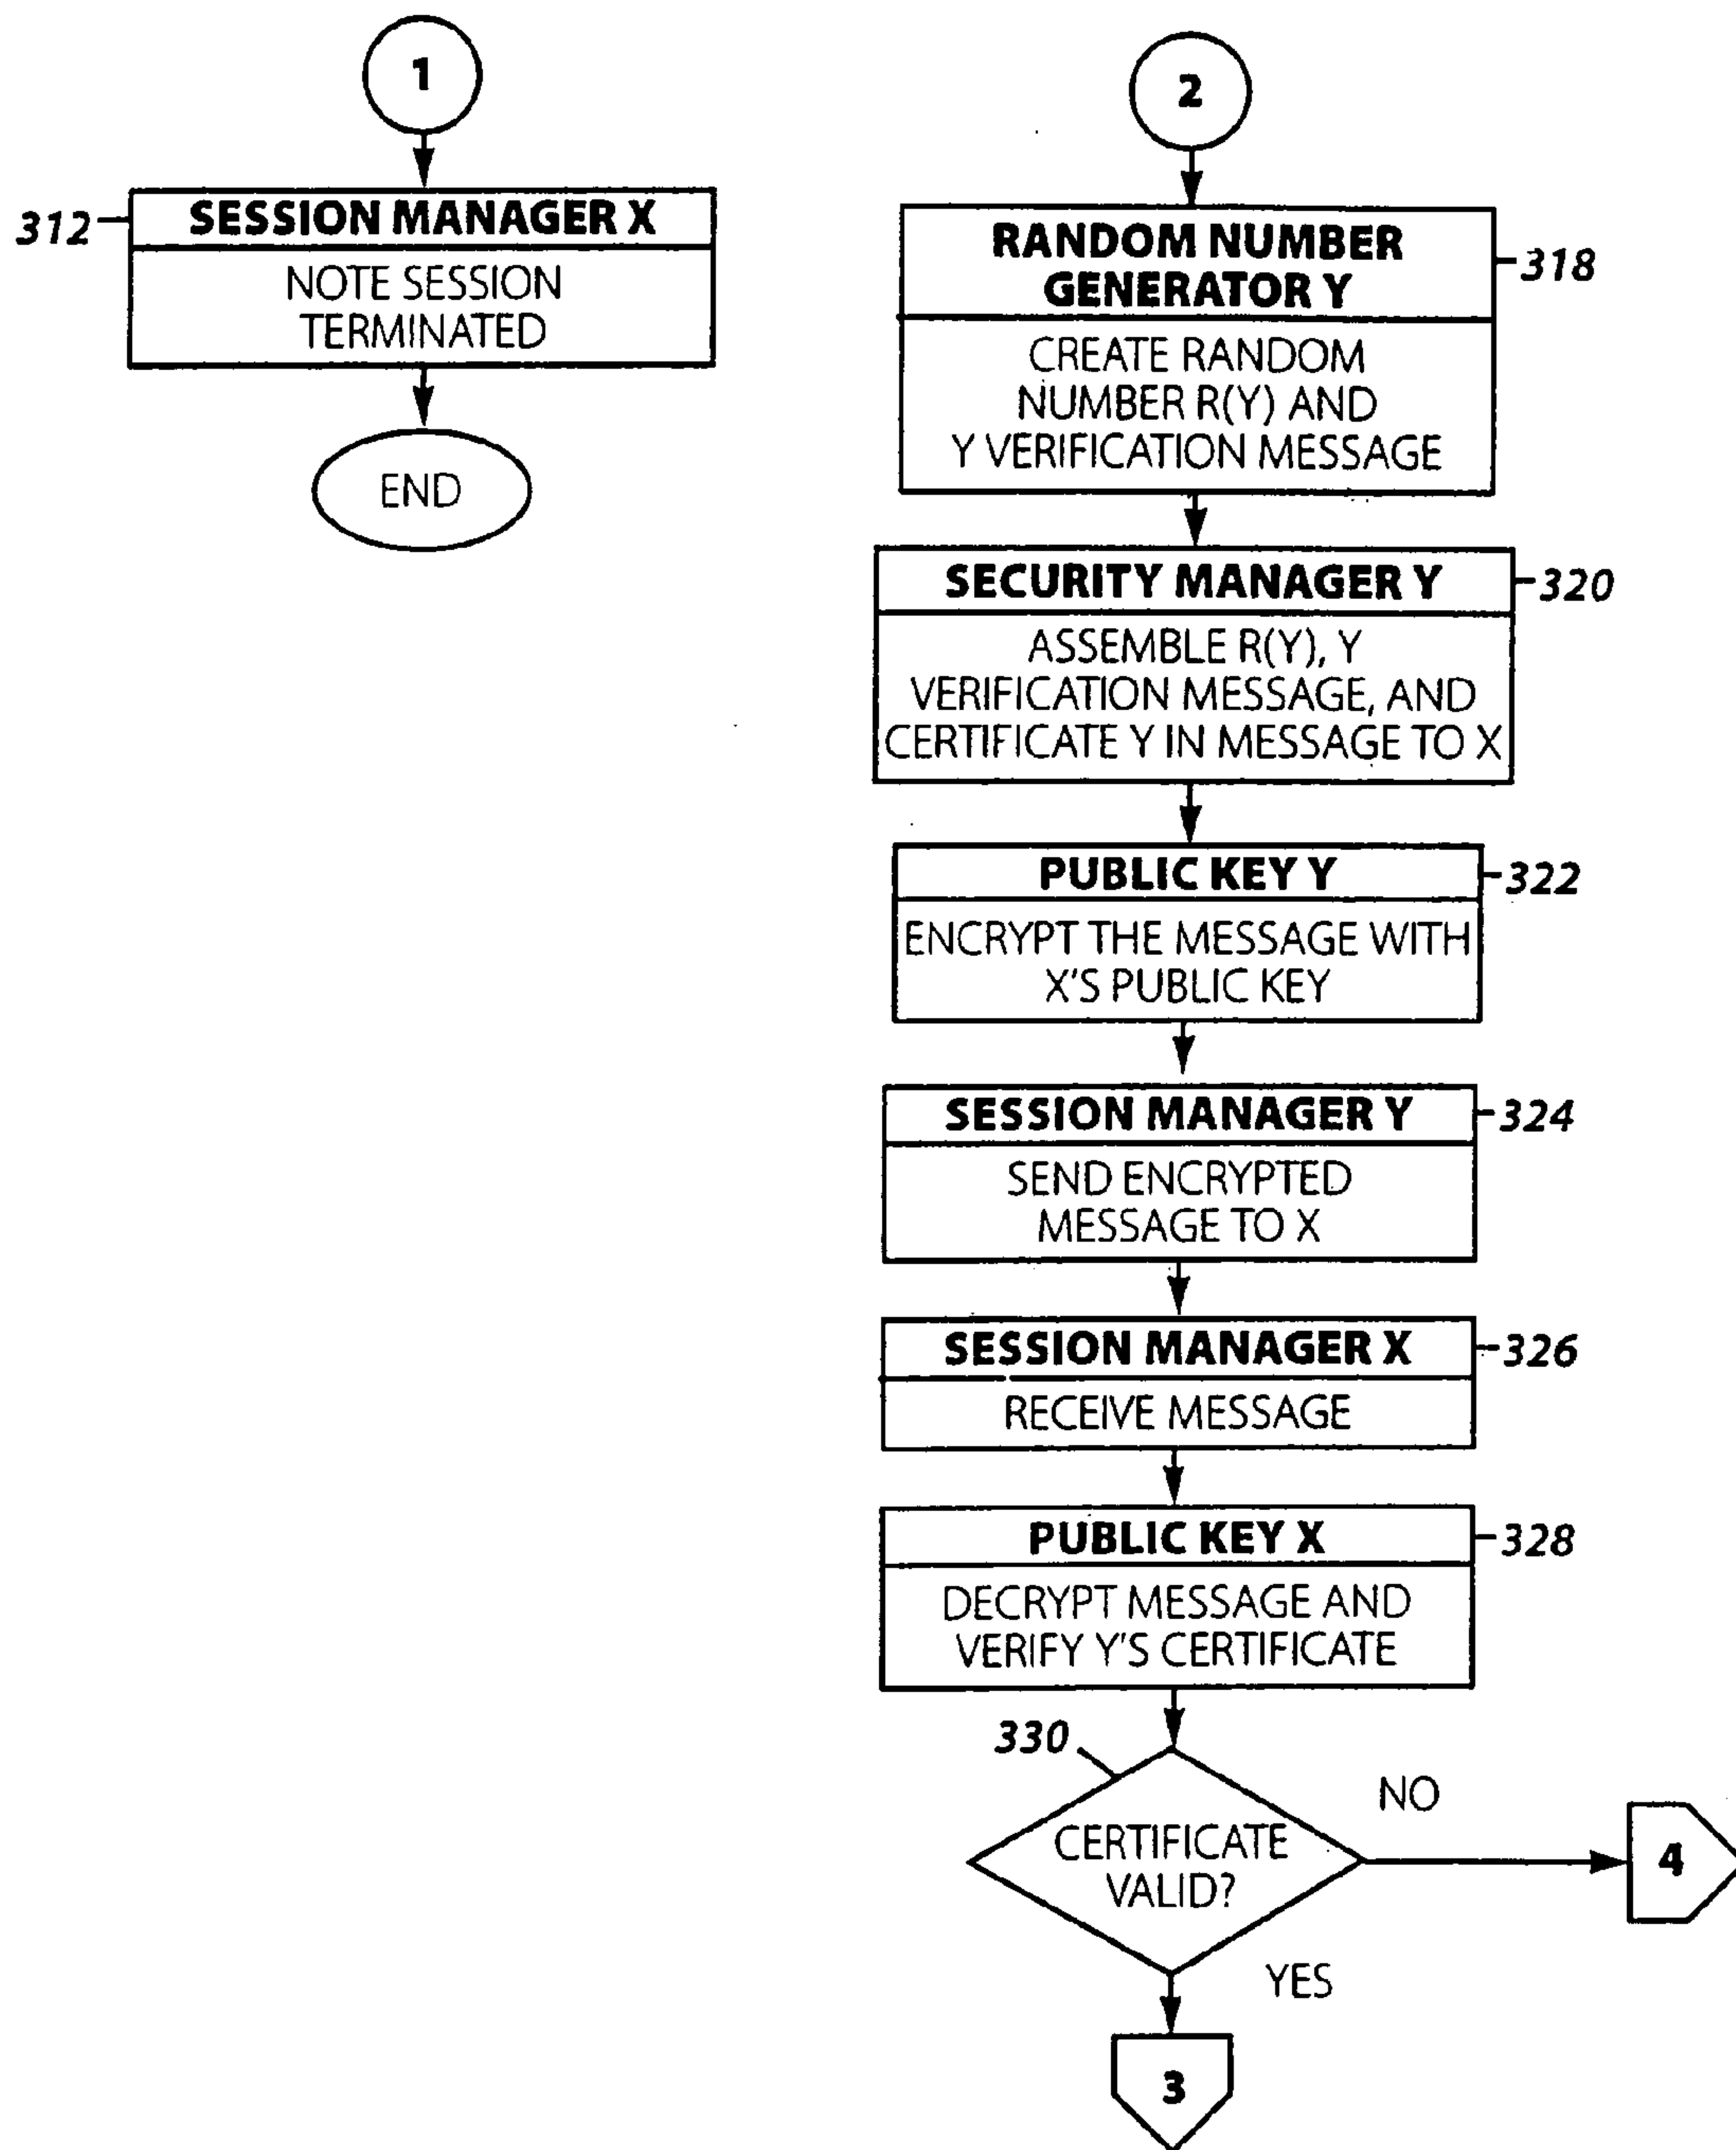 1
312
SESSION MANAGER X
NOTE SESSION
TERMINATED
END
2
RANDOM NUMBER
GENERATOR Y
318
CREATE RANDOM
NUMBER R(Y) AND
Y VERIFICATION MESSAGE
SECURITY MANAGER Y
320
ASSEMBLE R(Y), Y
VERIFICATION MESSAGE, AND
CERTIFICATE Y IN MESSAGE TO X
PUBLIC KEY Y
322
ENCRYPT THE MESSAGE WITH
X'S PUBLIC KEY
SESSION MANAGER Y
324
SEND ENCRYPTED
MESSAGE TO X
SESSION MANAGER X
326
RECEIVE MESSAGE
PUBLIC KEY X
328
DECRYPT MESSAGE AND
VERIFY Y'S CERTIFICATE
330
CERTIFICATE
VALID?
NO
4
YES
3